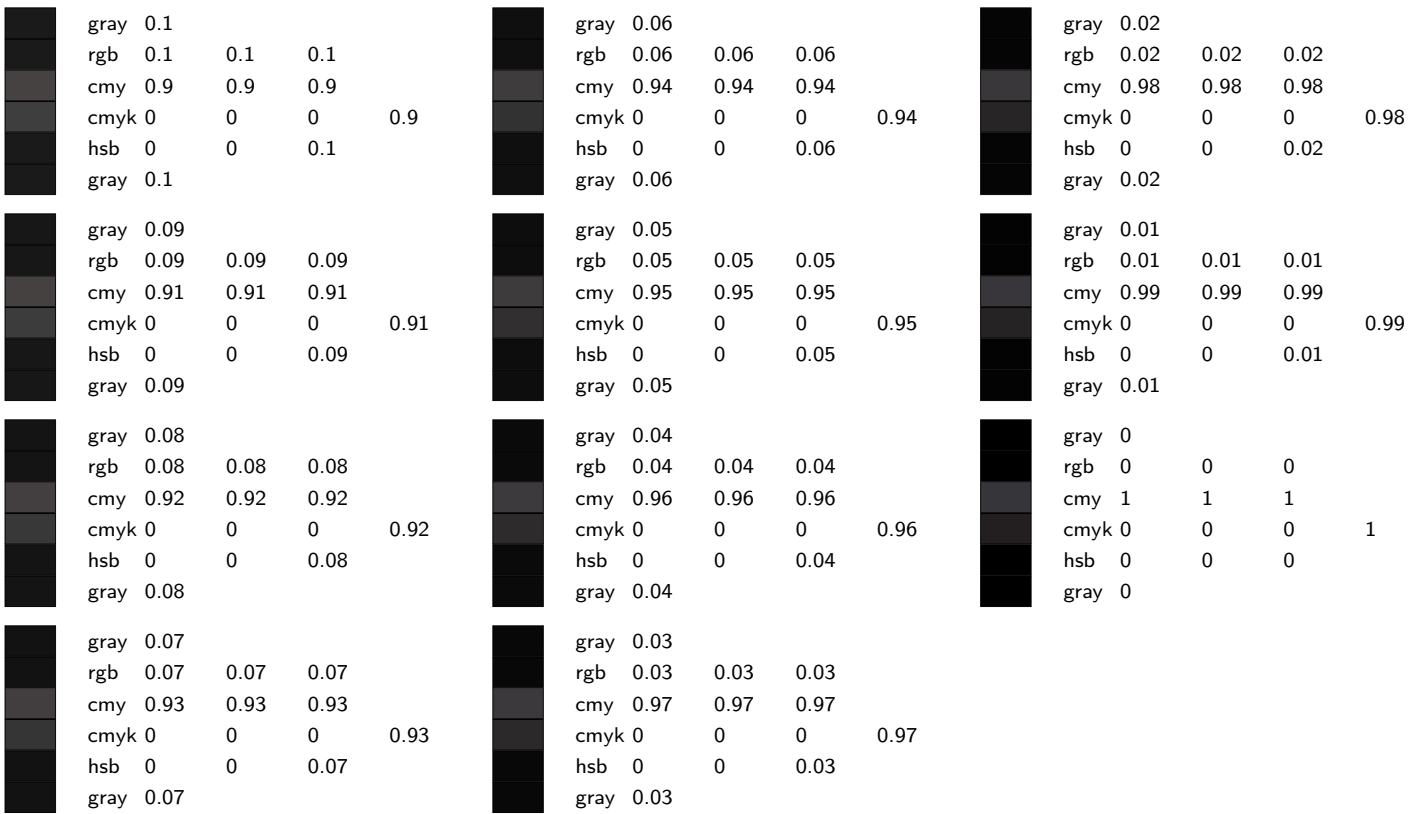 gray 0.1
rgb 0.1 0.1 0.1
cmy 0.9 0.9 0.9
cmyk 0 0 0 0.9
hsb 0 0 0.1
gray 0.1
gray 0.09
rgb 0.09 0.09 0.09
cmy 0.91 0.91 0.91
cmyk 0 0 0 0.91
hsb 0 0 0.09
gray 0.09
gray 0.08
rgb 0.08 0.08 0.08
cmy 0.92 0.92 0.92
cmyk 0 0 0 0.92
hsb 0 0 0.08
gray 0.08
gray 0.07
rgb 0.07 0.07 0.07
cmy 0.93 0.93 0.93
cmyk 0 0 0 0.93
hsb 0 0 0.07
gray 0.07
gray 0.06
rgb 0.06 0.06 0.06
cmy 0.94 0.94 0.94
cmyk 0 0 0 0.94
hsb 0 0 0.06
gray 0.06
gray 0.05
rgb 0.05 0.05 0.05
cmy 0.95 0.95 0.95
cmyk 0 0 0 0.95
hsb 0 0 0.05
gray 0.05
gray 0.04
rgb 0.04 0.04 0.04
cmy 0.96 0.96 0.96
cmyk 0 0 0 0.96
hsb 0 0 0.04
gray 0.04
gray 0.03
rgb 0.03 0.03 0.03
cmy 0.97 0.97 0.97
cmyk 0 0 0 0.97
hsb 0 0 0.03
gray 0.03
gray 0.02
rgb 0.02 0.02 0.02
cmy 0.98 0.98 0.98
cmyk 0 0 0 0.98
hsb 0 0 0.02
gray 0.02
gray 0.01
rgb 0.01 0.01 0.01
cmy 0.99 0.99 0.99
cmyk 0 0 0 0.99
hsb 0 0 0.01
gray 0.01
gray 0
rgb 0 0 0
cmy 1 1 1
cmyk 0 0 0 1
hsb 0 0 0
gray 0